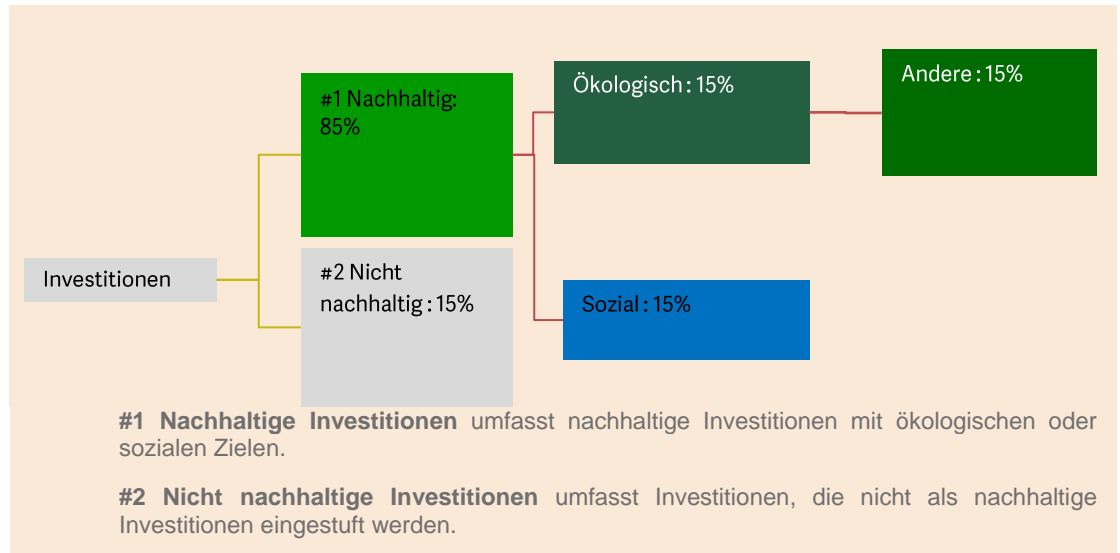 #1 Nachhaltig:
85%
Ökologisch : 15%
Andere : 15%
Investitionen
#2 Nicht
nachhaltig : 15%
Sozial : 15%
#1 Nachhaltige Investitionen umfasst nachhaltige Investitionen mit ökologischen oder
sozialen Zielen.
#2 Nicht nachhaltige Investitionen umfasst Investitionen, die nicht als nachhaltige
Investitionen eingestuft werden.